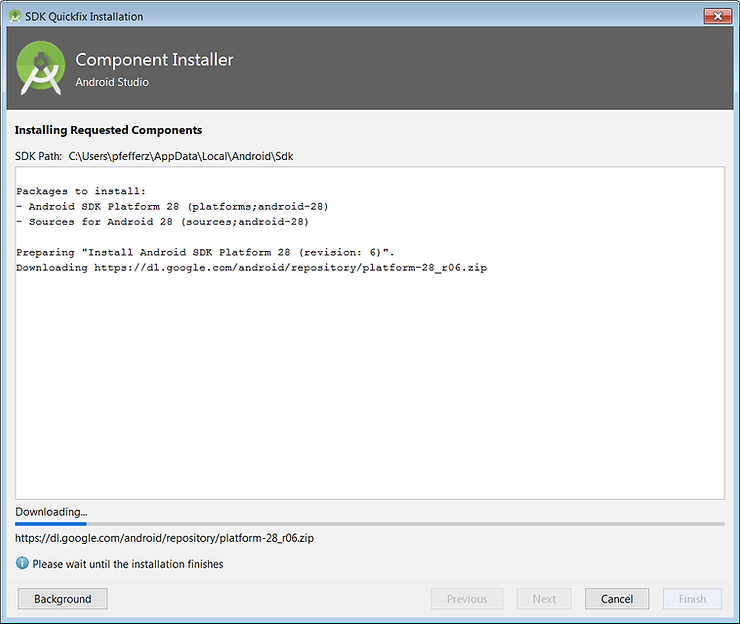 SDK Quickfix Installation
Component Installer
Android Studio
Installing Requested Components
SDK Path: C:\Users\pfefferz\AppData\Local\Android\Sdk
Packages to install:
- Android SDK Platform 28 (platforms;android-28)
- Sources for Android 28 (sources;android-28)
Preparing "Install Android SDK Platform 28 (revision: 6)".
Downloading https://dl.google.com/android/repository/platform-28_r06.zip
Downloading...
https://dl.google.com/android/repository/platform-28_r06.zip
Please wait until the installation finishes
Background Previous Next Cancel Finish